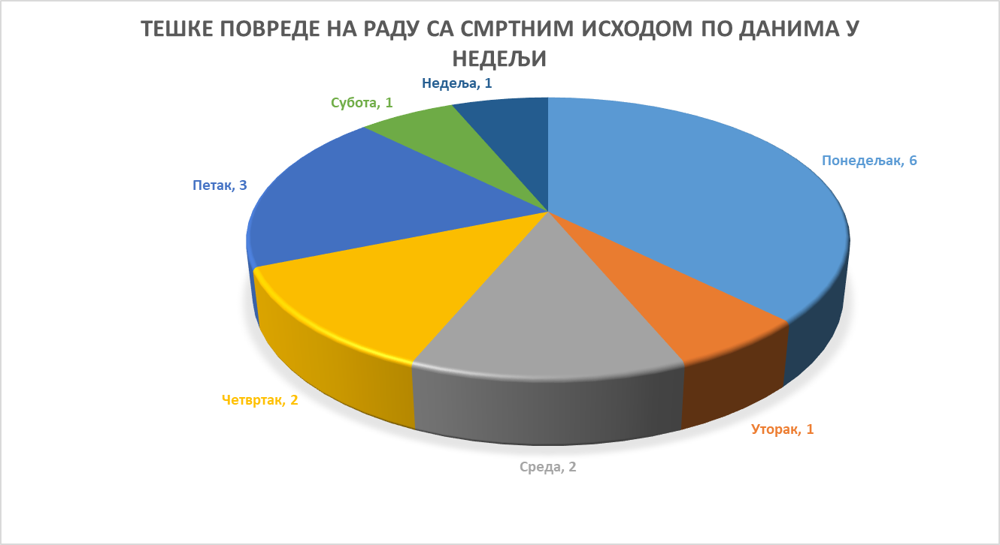 ТЕШКЕ ПОВРЕДЕ НА РАДУ СА СМРТНИМ ИСХОДОМ ПО ДАНИМА У
НЕДЕЉИ
Недеља, 1
Субота, 1
Понедељак, 6
Петак, 3
Четвртак, 2
Уторак, 1
Среда, 2